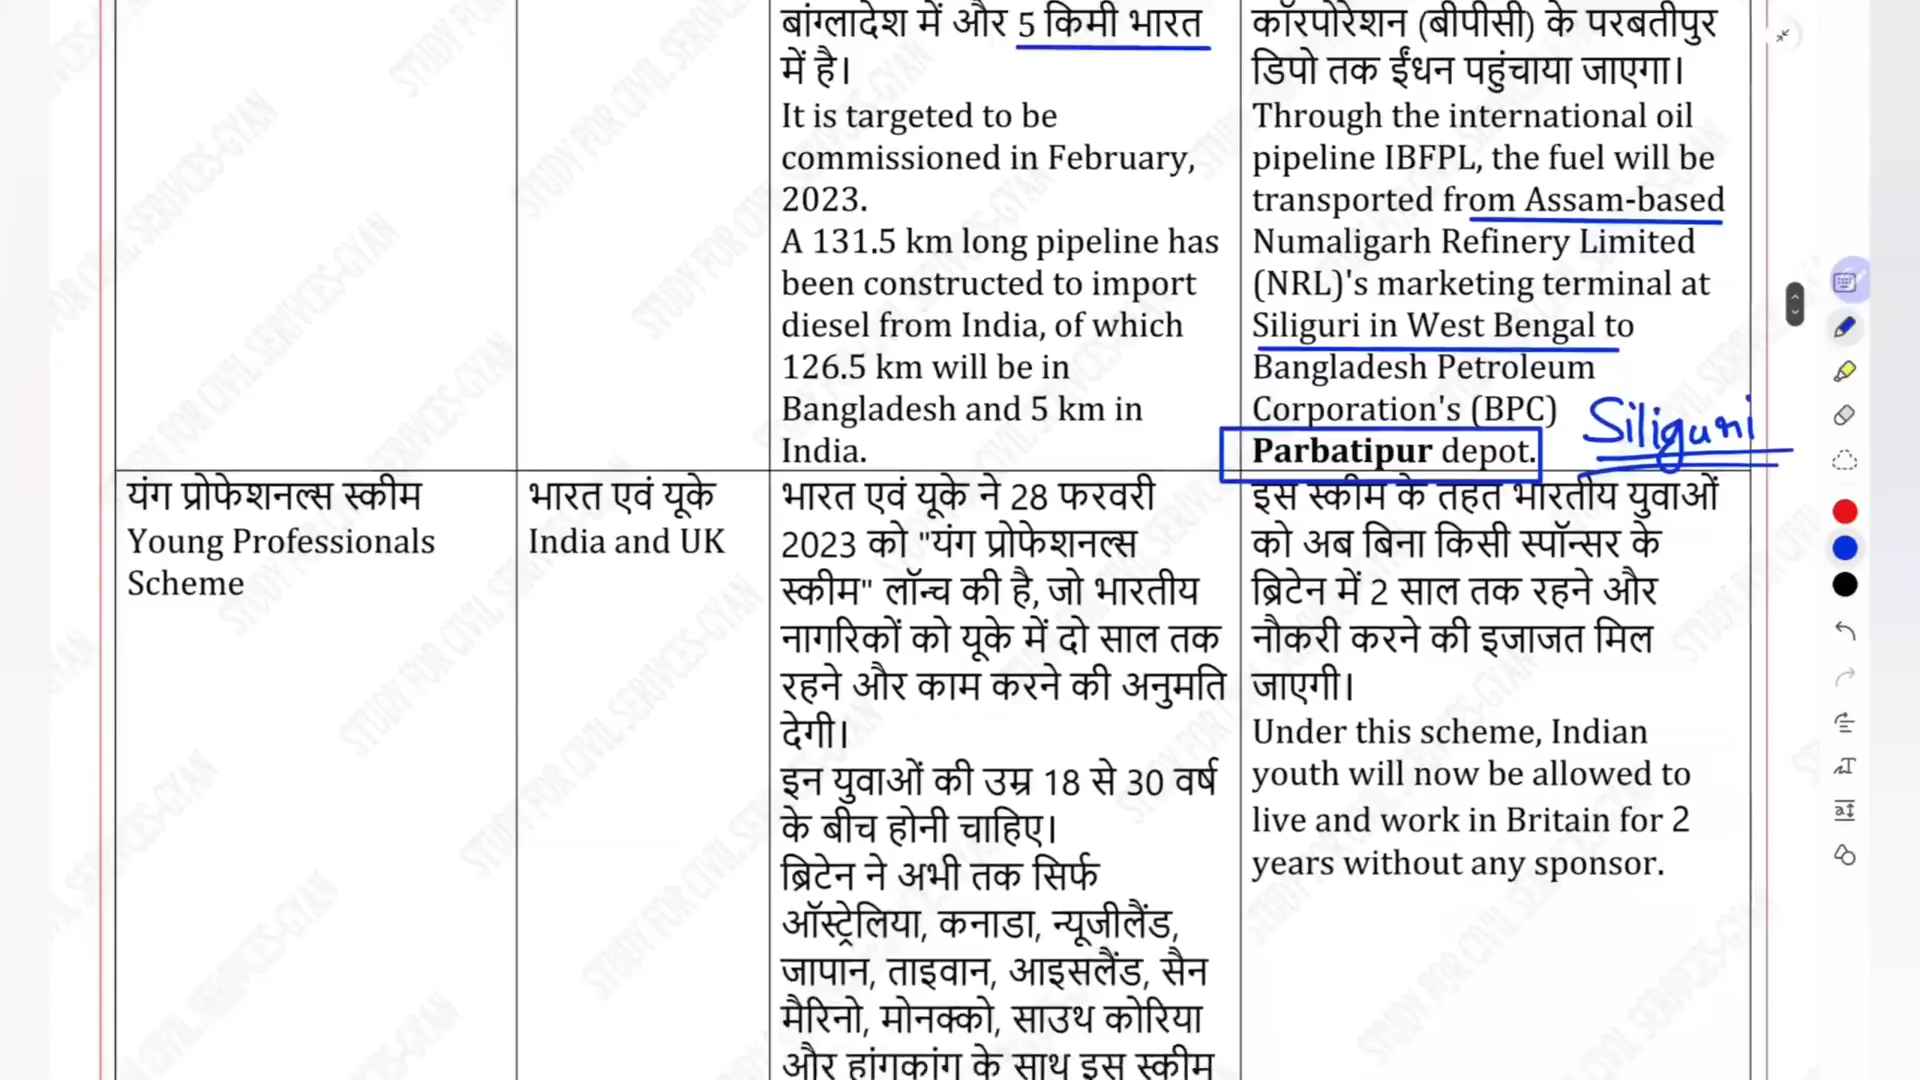 बांग्लादेश में और 5 किमी भारत
में है।
It is targeted to be
commissioned in February,
2023.
A 131.5 km long pipeline has
been constructed to import
diesel from India, of which
126.5 km will be in
Bangladesh and 5 km in
India.
कॉरपोरेशन (बीपीसी) के परबतीपुर
डिपो तक ईंधन पहुंचाया जाएगा।
Through the international oil
pipeline IBFPL, the fuel will be
transported from Assam-based
Numaligarh Refinery Limited
(NRL)'s marketing terminal at
Siliguri in West Bengal to
Bangladesh Petroleum
Corporation's (BPC)
Parbatipur depot.
Siliguri
यंग प्रोफेशनल्स स्कीम
Young Professionals
Scheme
भारत एवं यूके
India and UK
भारत एवं यूके ने 28 फरवरी
2023 को "यंग प्रोफेशनल्स
स्कीम" लॉन्च की है, जो भारतीय
नागरिकों को यूके में दो साल तक
रहने और काम करने की अनुमति
देगी।
इन युवाओं की उम्र 18 से 30 वर्ष
के बीच होनी चाहिए।
ब्रिटेन ने अभी तक सिर्फ
ऑस्ट्रेलिया, कनाडा, न्यूजीलैंड,
जापान, ताइवान, आइसलैंड, सैन
मैरिनो, मोनक्को, साउथ कोरिया
और हांगकांग के साथ इस स्कीम
इस स्कीम के तहत भारतीय युवाओं
को अब बिना किसी स्पॉन्सर के
ब्रिटेन में 2 साल तक रहने और
नौकरी करने की इजाजत मिल
जाएगी।
Under this scheme, Indian
youth will now be allowed to
live and work in Britain for 2
years without any sponsor.
STUDY FOR CIVIL SERIVCES-GYAN